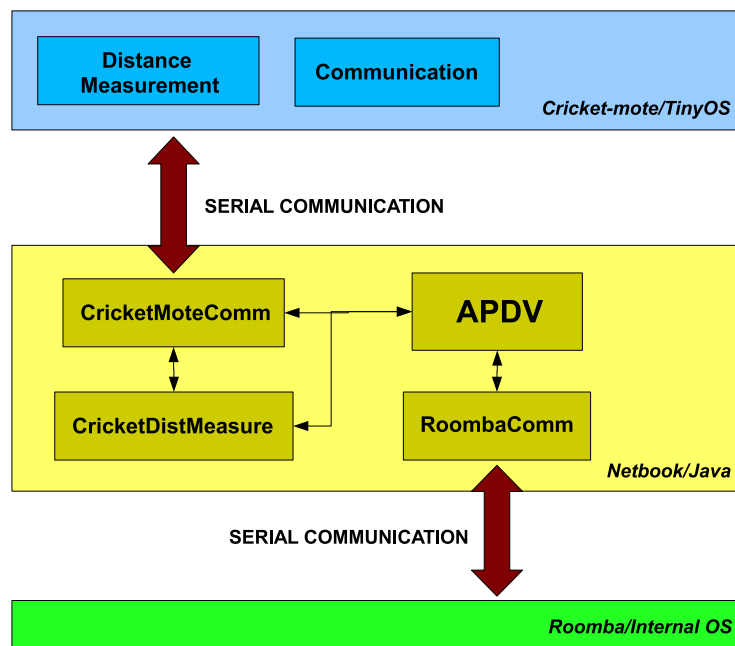 Distance
Measurement
Communication
Cricket-mote/TinyOS
SERIAL COMMUNICATION
CricketMoteComm
APDV
CricketDistMeasure
RoombaComm
Netbook/Java
SERIAL COMMUNICATION
Roomba/Internal OS